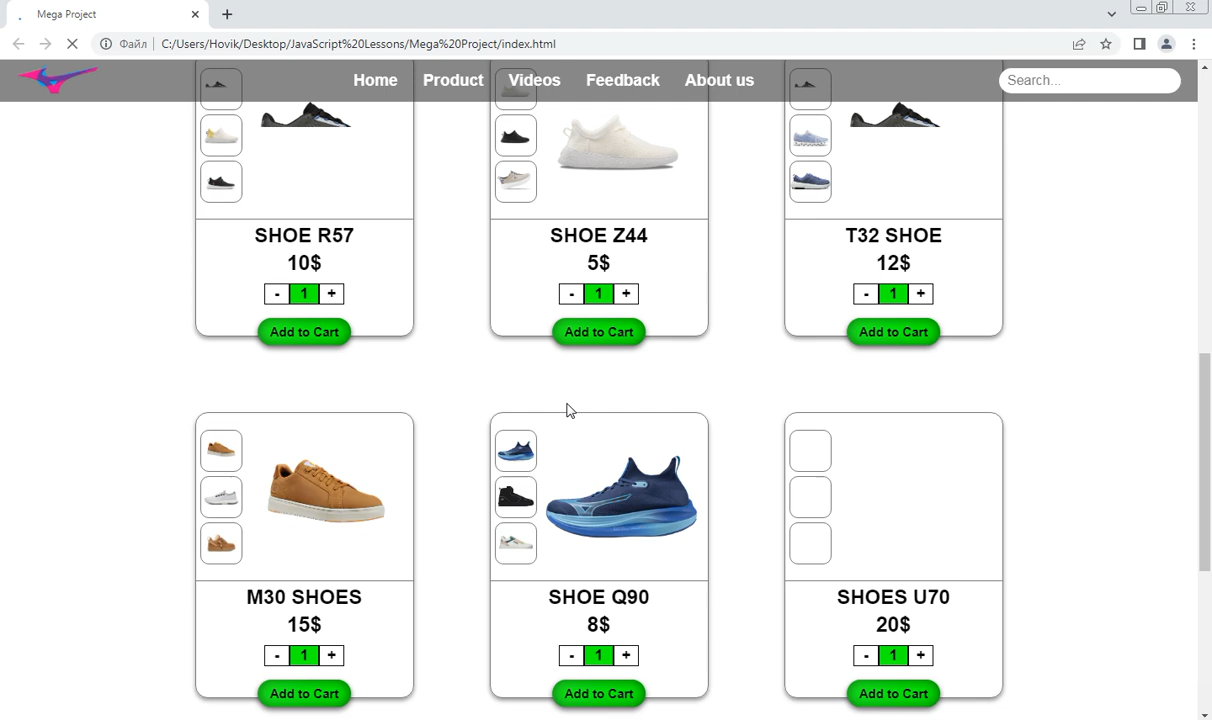 Mega Project
Файл
C:/Users/Hovik/Desktop/JavaScript%20Lessons/Mega%20Project/index.html
Home Product Videos Feedback About us
Search...
SHOE R57
10$
- 1 +
Add to Cart
SHOE Z44
5$
- 1 +
Add to Cart
T32 SHOE
12$
- 1 +
Add to Cart
M30 SHOES
15$
- 1 +
Add to Cart
SHOE Q90
8$
- 1 +
Add to Cart
SHOES U70
20$
- 1 +
Add to Cart